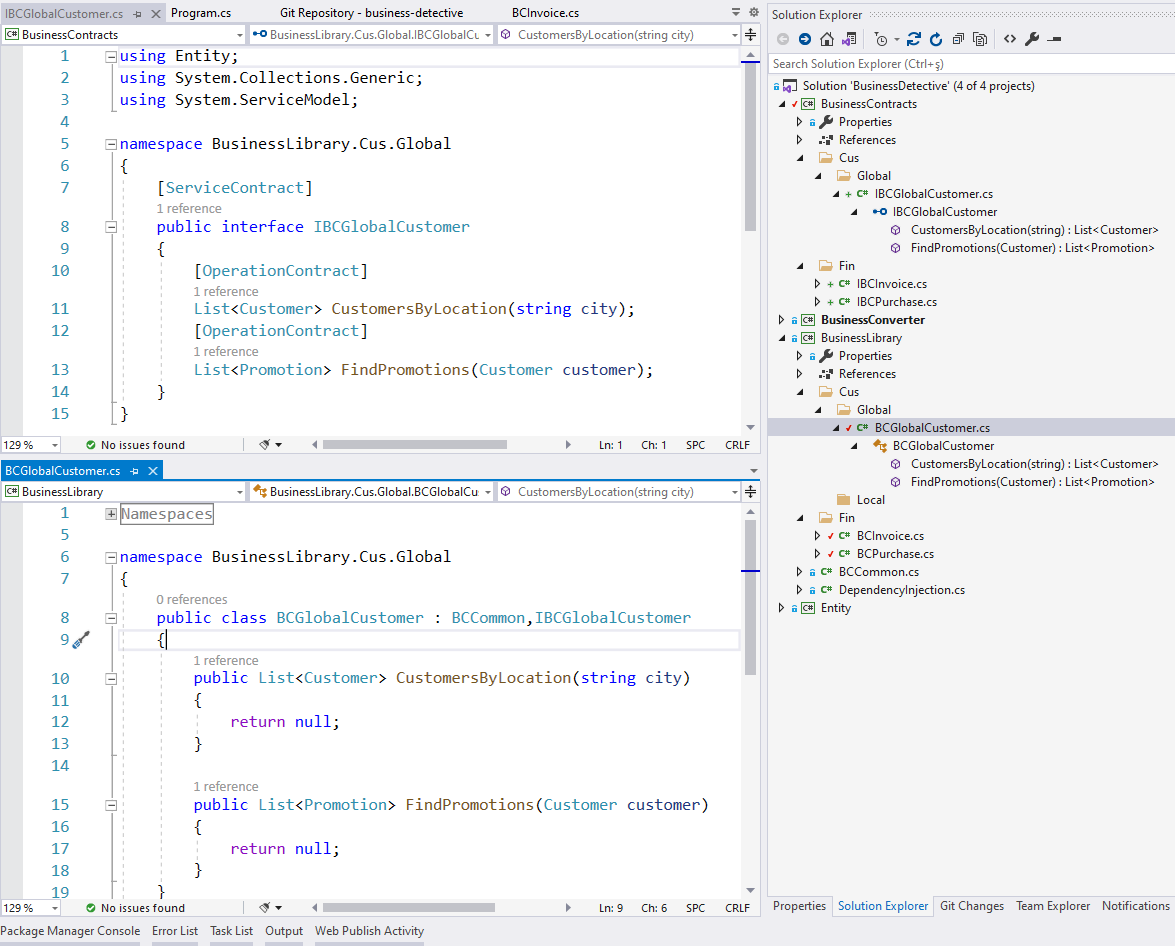 IBCGlobalCustomer.cs Program.cs Git Repository - business-detective BCInvoice.cs
BusinessContracts BusinessLibrary.Cus.Global.IBCGlobalCu CustomersByLocation(string city)
1 using Entity;
2 using System.Collections.Generic;
3 using System.ServiceModel;
4
5 namespace BusinessLibrary.Cus.Global
6 {
7 [ServiceContract]
1 reference
8 public interface IBCGlobalCustomer
9 {
10 [OperationContract]
1 reference
11 List<Customer> CustomersByLocation(string city);
12 [OperationContract]
1 reference
13 List<Promotion> FindPromotions(Customer customer);
14 }
15 }
129 % No issues found Ln: 1 Ch: 1 SPC CRLF
BCGlobalCustomer.cs
BusinessLibrary BusinessLibrary.Cus.Global.BCGlobalCu CustomersByLocation(string city)
1 Namespaces
5
6 namespace BusinessLibrary.Cus.Global
7 {
0 references
8 public class BCGlobalCustomer : BCCommon,IBCGlobalCustomer
9 {
1 reference
10 public List<Customer> CustomersByLocation(string city)
11 {
12 return null;
13 }
14
1 reference
15 public List<Promotion> FindPromotions(Customer customer)
16 {
17 return null;
18 }
19 }
129 % No issues found Ln: 9 Ch: 6 SPC CRLF
Package Manager Console Error List Task List Output Web Publish Activity
Solution Explorer
Search Solution Explorer (Ctrl+ş)
Solution 'BusinessDetective' (4 of 4 projects)
C# BusinessContracts
Properties
References
Cus
Global
C# IBCGlobalCustomer.cs
IBCGlobalCustomer
CustomersByLocation(string) : List<Customer>
FindPromotions(Customer) : List<Promotion>
Fin
C# IBCInvoice.cs
C# IBCPurchase.cs
C# BusinessConverter
C# BusinessLibrary
Properties
References
Cus
Global
C# BCGlobalCustomer.cs
BCGlobalCustomer
CustomersByLocation(string) : List<Customer>
FindPromotions(Customer) : List<Promotion>
Local
Fin
C# BCInvoice.cs
C# BCPurchase.cs
C# BCCommon.cs
C# DependencyInjection.cs
C# Entity
Properties Solution Explorer Git Changes Team Explorer Notifications